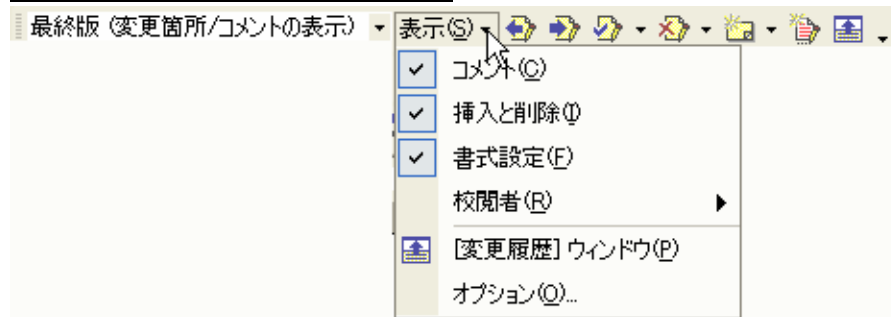 最終版 (変更箇所/コメントの表示) 表示(S)
コメント(C)
挿入と削除(I)
書式設定(F)
校閲者(R)
[変更履歴] ウィンドウ(P)
オプション(O)...